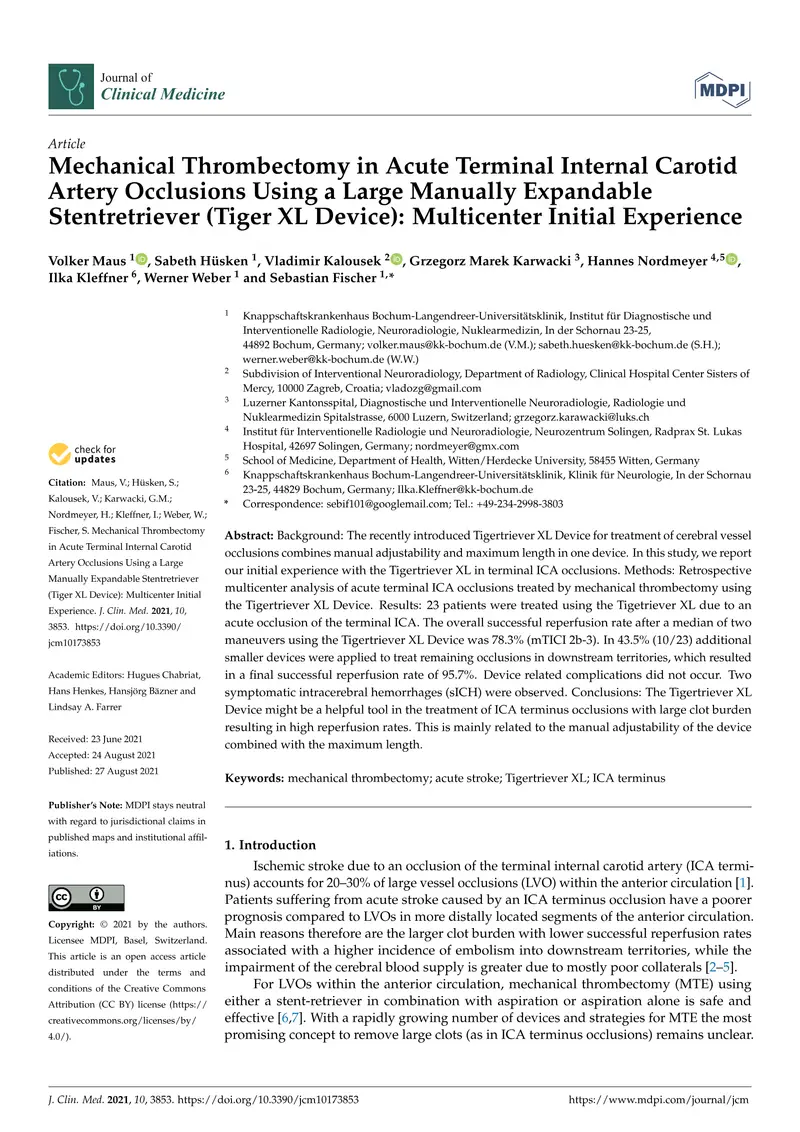 Journal of
Clinical Medicine
MDPI
Article
Mechanical Thrombectomy in Acute Terminal Internal Carotid
Artery Occlusions Using a Large Manually Expandable
Stentretriever (Tiger XL Device): Multicenter Initial Experience
Volker Maus 1, Sabeth Hüsken 1, Vladimir Kalousek 2, Grzegorz Marek Karwacki 3, Hannes Nordmeyer 4,5,
Ilka Kleffner 6, Werner Weber 1 and Sebastian Fischer 1,*
1 Knappschaftskrankenhaus Bochum-Langendreer-Universitätsklinik, Institut für Diagnostische und
Interventionelle Radiologie, Neuroradiologie, Nuklearmedizin, In der Schornau 23-25,
44892 Bochum, Germany; volker.maus@kk-bochum.de (V.M.); sabeth.huesken@kk-bochum.de (S.H.);
werner.weber@kk-bochum.de (W.W.)
2 Subdivision of Interventional Neuroradiology, Department of Radiology, Clinical Hospital Center Sisters of
Mercy, 10000 Zagreb, Croatia; vladozg@gmail.com
3 Luzerner Kantonsspital, Diagnostische und Interventionelle Neuroradiologie, Radiologie und
Nuklearmedizin Spitalstrasse, 6000 Luzern, Switzerland; grzegorz.karawacki@luks.ch
4 Institut für Interventionelle Radiologie und Neuroradiologie, Neurozentrum Solingen, Radprax St. Lukas
Hospital, 42697 Solingen, Germany; nordmeyer@gmx.com
5 School of Medicine, Department of Health, Witten/Herdecke University, 58455 Witten, Germany
6 Knappschaftskrankenhaus Bochum-Langendreer-Universitätsklinik, Klinik für Neurologie, In der Schornau
23-25, 44829 Bochum, Germany; Ilka.Kleffner@kk-bochum.de
* Correspondence: sebif101@googlemail.com; Tel.: +49-234-2998-3803
check for
updates
Citation: Maus, V.; Hüsken, S.;
Kalousek, V.; Karwacki, G.M.;
Nordmeyer, H.; Kleffner, I.; Weber, W.;
Fischer, S. Mechanical Thrombectomy
in Acute Terminal Internal Carotid
Artery Occlusions Using a Large
Manually Expandable Stentretriever
(Tiger XL Device): Multicenter Initial
Experience. J. Clin. Med. 2021, 10,
3853. https://doi.org/10.3390/
jcm10173853
Academic Editors: Hugues Chabriat,
Hans Henkes, Hansjörg Bäzner and
Lindsay A. Farrer
Received: 23 June 2021
Accepted: 24 August 2021
Published: 27 August 2021
Publisher's Note: MDPI stays neutral
with regard to jurisdictional claims in
published maps and institutional affil-
iations.
cc
BY
Copyright: © 2021 by the authors.
Licensee MDPI, Basel, Switzerland.
This article is an open access article
distributed under the terms and
conditions of the Creative Commons
Attribution (CC BY) license (https://
creativecommons.org/licenses/by/
4.0/).
Abstract: Background: The recently introduced Tigertriever XL Device for treatment of cerebral vessel
occlusions combines manual adjustability and maximum length in one device. In this study, we report
our initial experience with the Tigertriever XL in terminal ICA occlusions. Methods: Retrospective
multicenter analysis of acute terminal ICA occlusions treated by mechanical thrombectomy using
the Tigertriever XL Device. Results: 23 patients were treated using the Tigetriever XL due to an
acute occlusion of the terminal ICA. The overall successful reperfusion rate after a median of two
maneuvers using the Tigertriever XL Device was 78.3% (mTICI 2b-3). In 43.5% (10/23) additional
smaller devices were applied to treat remaining occlusions in downstream territories, which resulted
in a final successful reperfusion rate of 95.7%. Device related complications did not occur. Two
symptomatic intracerebral hemorrhages (sICH) were observed. Conclusions: The Tigertriever XL
Device might be a helpful tool in the treatment of ICA terminus occlusions with large clot burden
resulting in high reperfusion rates. This is mainly related to the manual adjustability of the device
combined with the maximum length.
Keywords: mechanical thrombectomy; acute stroke; Tigertriever XL; ICA terminus
1. Introduction
Ischemic stroke due to an occlusion of the terminal internal carotid artery (ICA termi-
nus) accounts for 20–30% of large vessel occlusions (LVO) within the anterior circulation [1].
Patients suffering from acute stroke caused by an ICA terminus occlusion have a poorer
prognosis compared to LVOs in more distally located segments of the anterior circulation.
Main reasons therefore are the larger clot burden with lower successful reperfusion rates
associated with a higher incidence of embolism into downstream territories, while the
impairment of the cerebral blood supply is greater due to mostly poor collaterals [2–5].
For LVOs within the anterior circulation, mechanical thrombectomy (MTE) using
either a stent-retriever in combination with aspiration or aspiration alone is safe and
effective [6,7]. With a rapidly growing number of devices and strategies for MTE the most
promising concept to remove large clots (as in ICA terminus occlusions) remains unclear.
J. Clin. Med. 2021, 10, 3853. https://doi.org/10.3390/jcm10173853
https://www.mdpi.com/journal/jcm